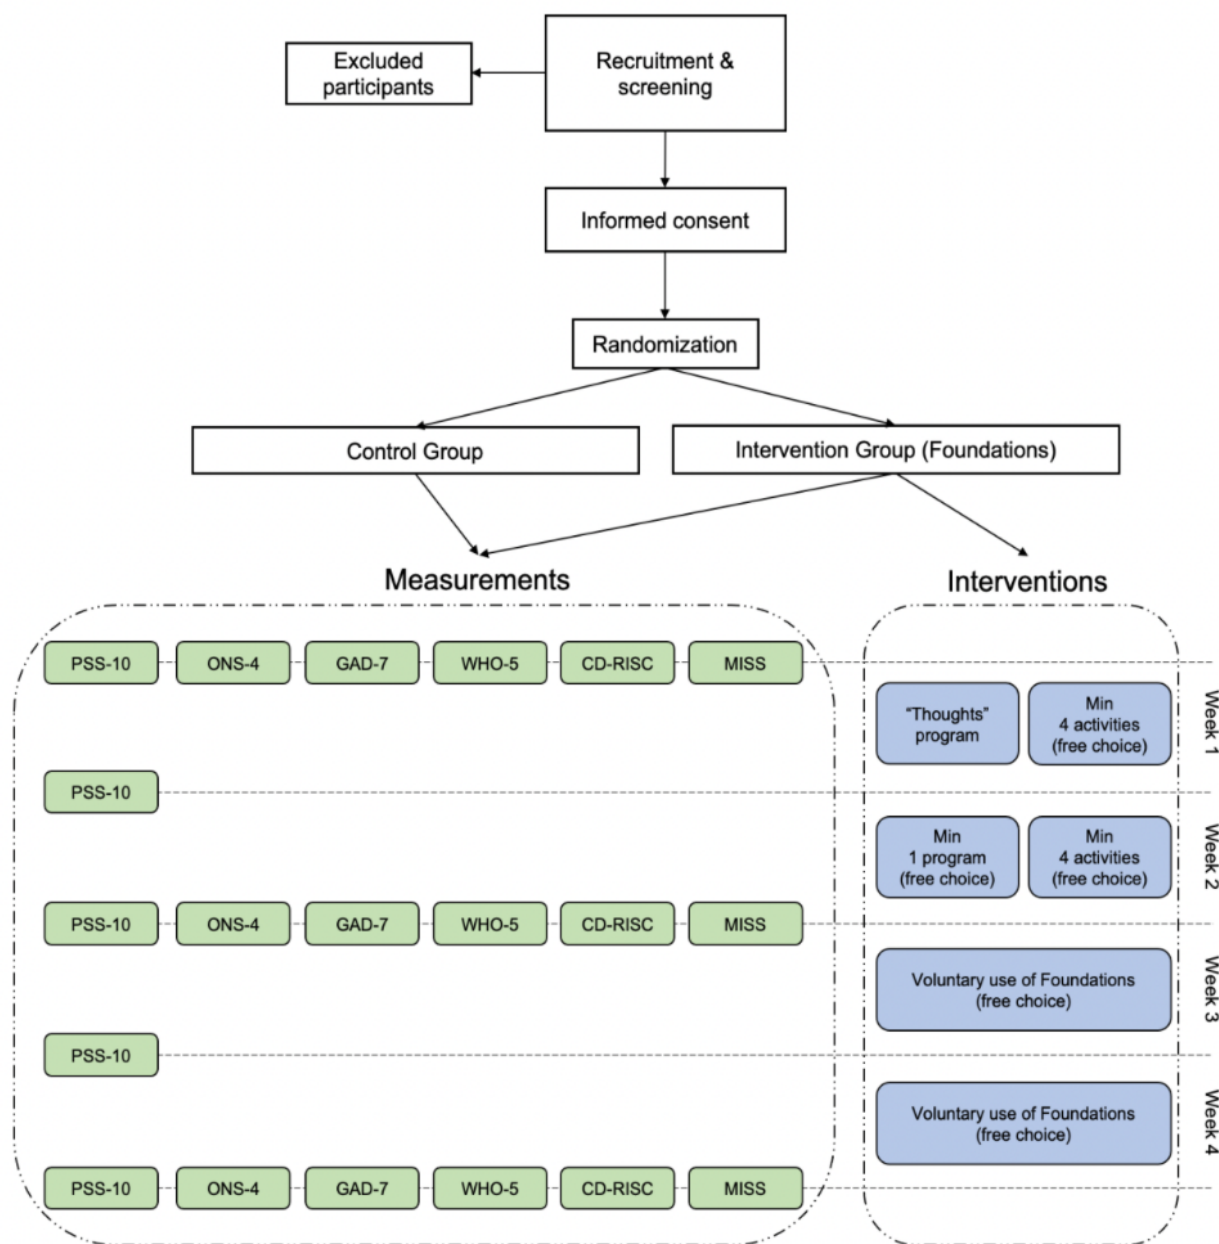 Excluded
participants
Recruitment &
screening
Informed consent
Randomization
Control Group
Intervention Group (Foundations)
Measurements
Interventions
PSS-10
ONS-4
GAD-7
WHO-5
CD-RISC
MISS
"Thoughts"
program
Min
4 activities
(free choice)
Week 1
PSS-10
Min
1 program
(free choice)
Min
4 activities
(free choice)
Week 2
PSS-10
ONS-4
GAD-7
WHO-5
CD-RISC
MISS
Voluntary use of Foundations
(free choice)
Week 3
PSS-10
Voluntary use of Foundations
(free choice)
Week 4
PSS-10
ONS-4
GAD-7
WHO-5
CD-RISC
MISS